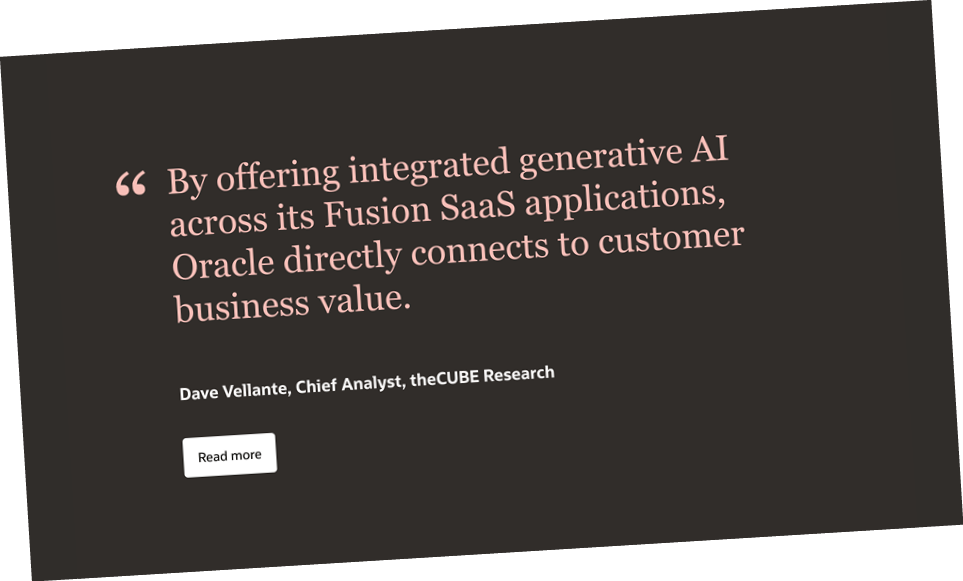 “ By offering integrated generative AI
across its Fusion SaaS applications,
Oracle directly connects to customer
business value.
Dave Vellante, Chief Analyst, theCUBE Research
Read more